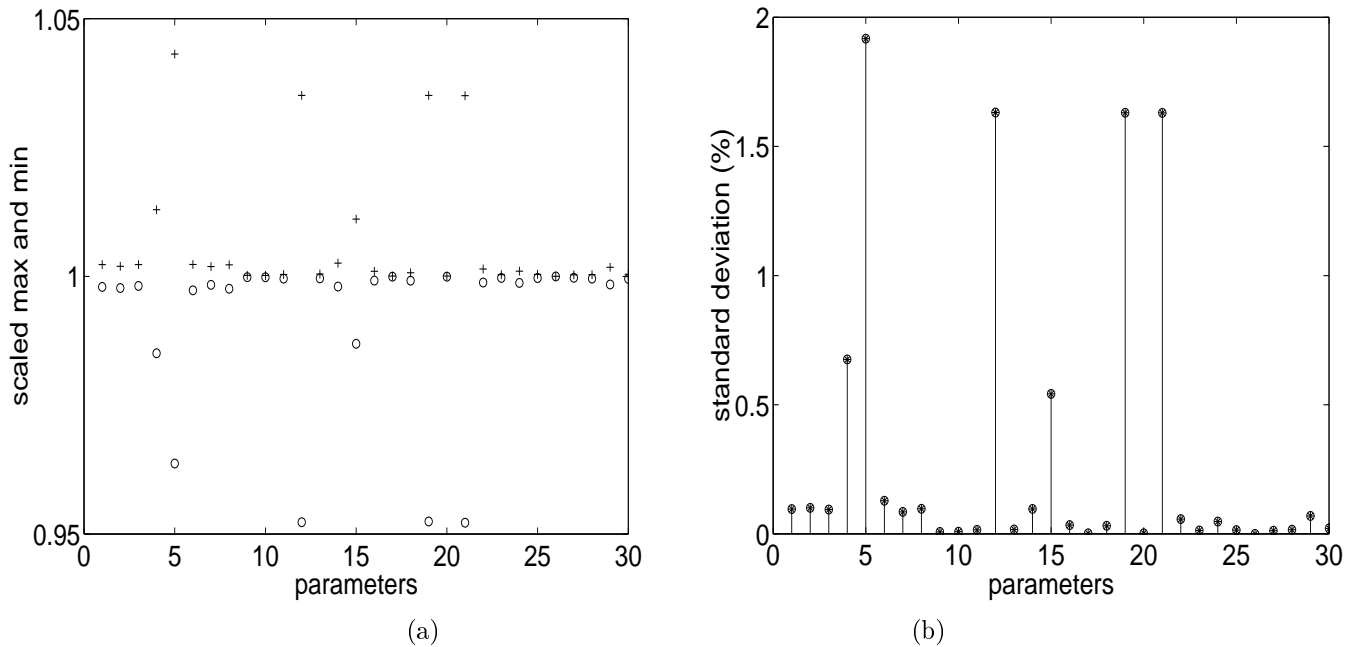 1.05
1
0.95
0 5 10 15 20 25 30
scaled max and min
parameters
(a)
2
1.5
1
0.5
0
0 5 10 15 20 25 30
standard deviation (%)
parameters
(b)